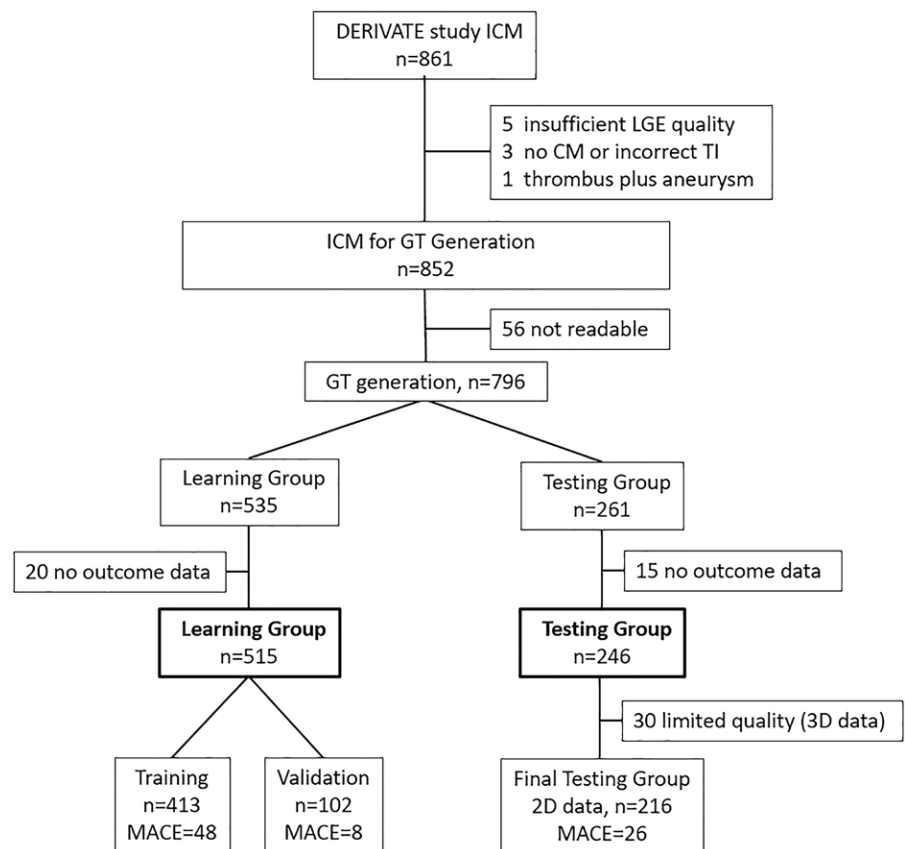 DERIVATE study ICM
n=861
5 insufficient LGE quality
3 no CM or incorrect TI
1 thrombus plus aneurysm
ICM for GT Generation
n=852
56 not readable
GT generation, n=796
Learning Group
n=535
Testing Group
n=261
20 no outcome data
15 no outcome data
Learning Group
n=515
Testing Group
n=246
30 limited quality (3D data)
Training
n=413
MACE=48
Validation
n=102
MACE=8
Final Testing Group
2D data, n=216
MACE=26